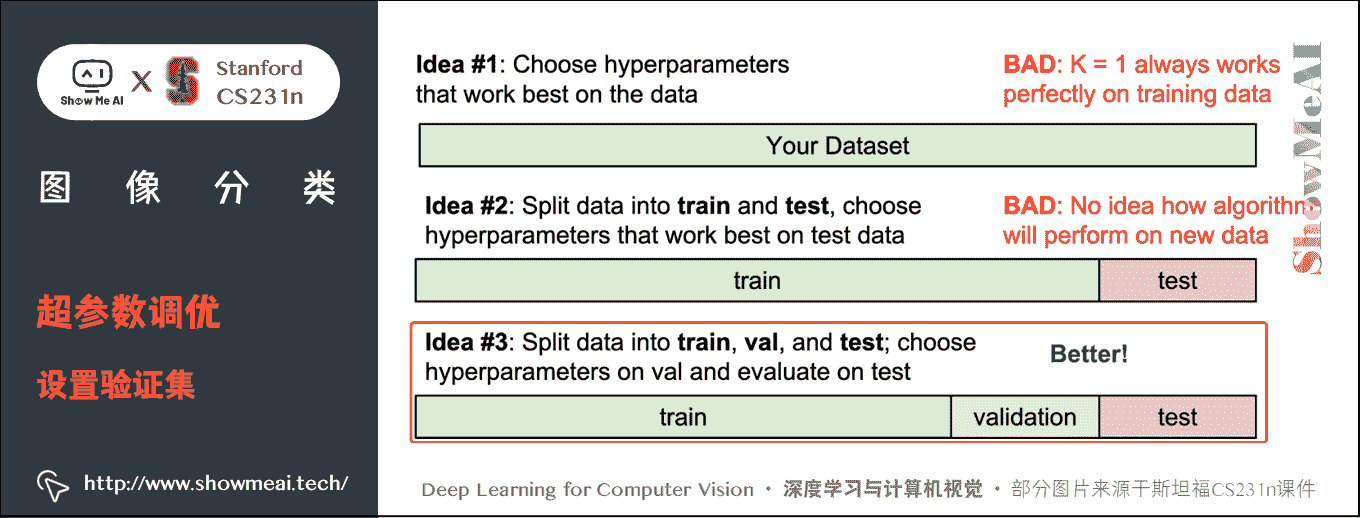 Show Me AI
X
Stanford
CS231n
图像分类
超参数调优
设置验证集
http://www.showmeai.tech/
Idea #1: Choose hyperparameters
that work best on the data
BAD: K = 1 always works
perfectly on training data
Your Dataset
Idea #2: Split data into train and test, choose
hyperparameters that work best on test data
BAD: No idea how algorithm
will perform on new data
train
test
Idea #3: Split data into train, val, and test; choose
hyperparameters on val and evaluate on test
Better!
train
validation
test
ShowMeAI
Deep Learning for Computer Vision · 深度学习与计算机视觉 · 部分图片来源于斯坦福CS231n课件